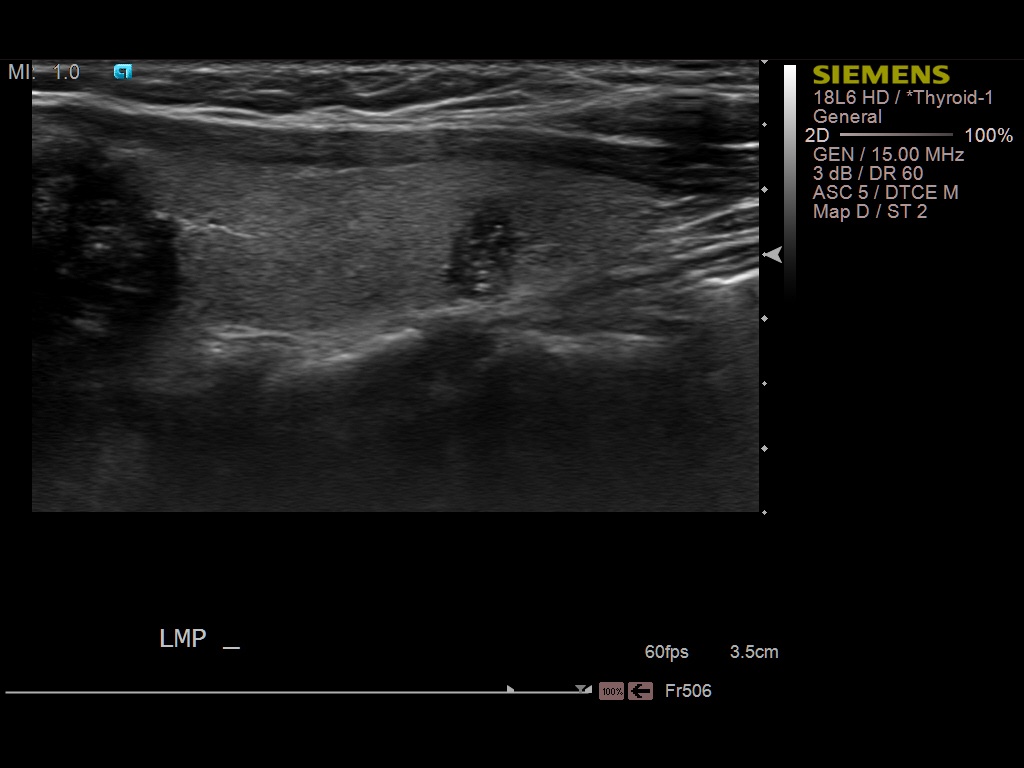 MI: 1.0
SIEMENS
18L6 HD / *Thyroid-1
General
2D 100%
GEN / 15.00 MHz
3 dB / DR 60
ASC 5 / DTCE M
Map D / ST 2
LMP _
60fps 3.5cm
100% Fr506